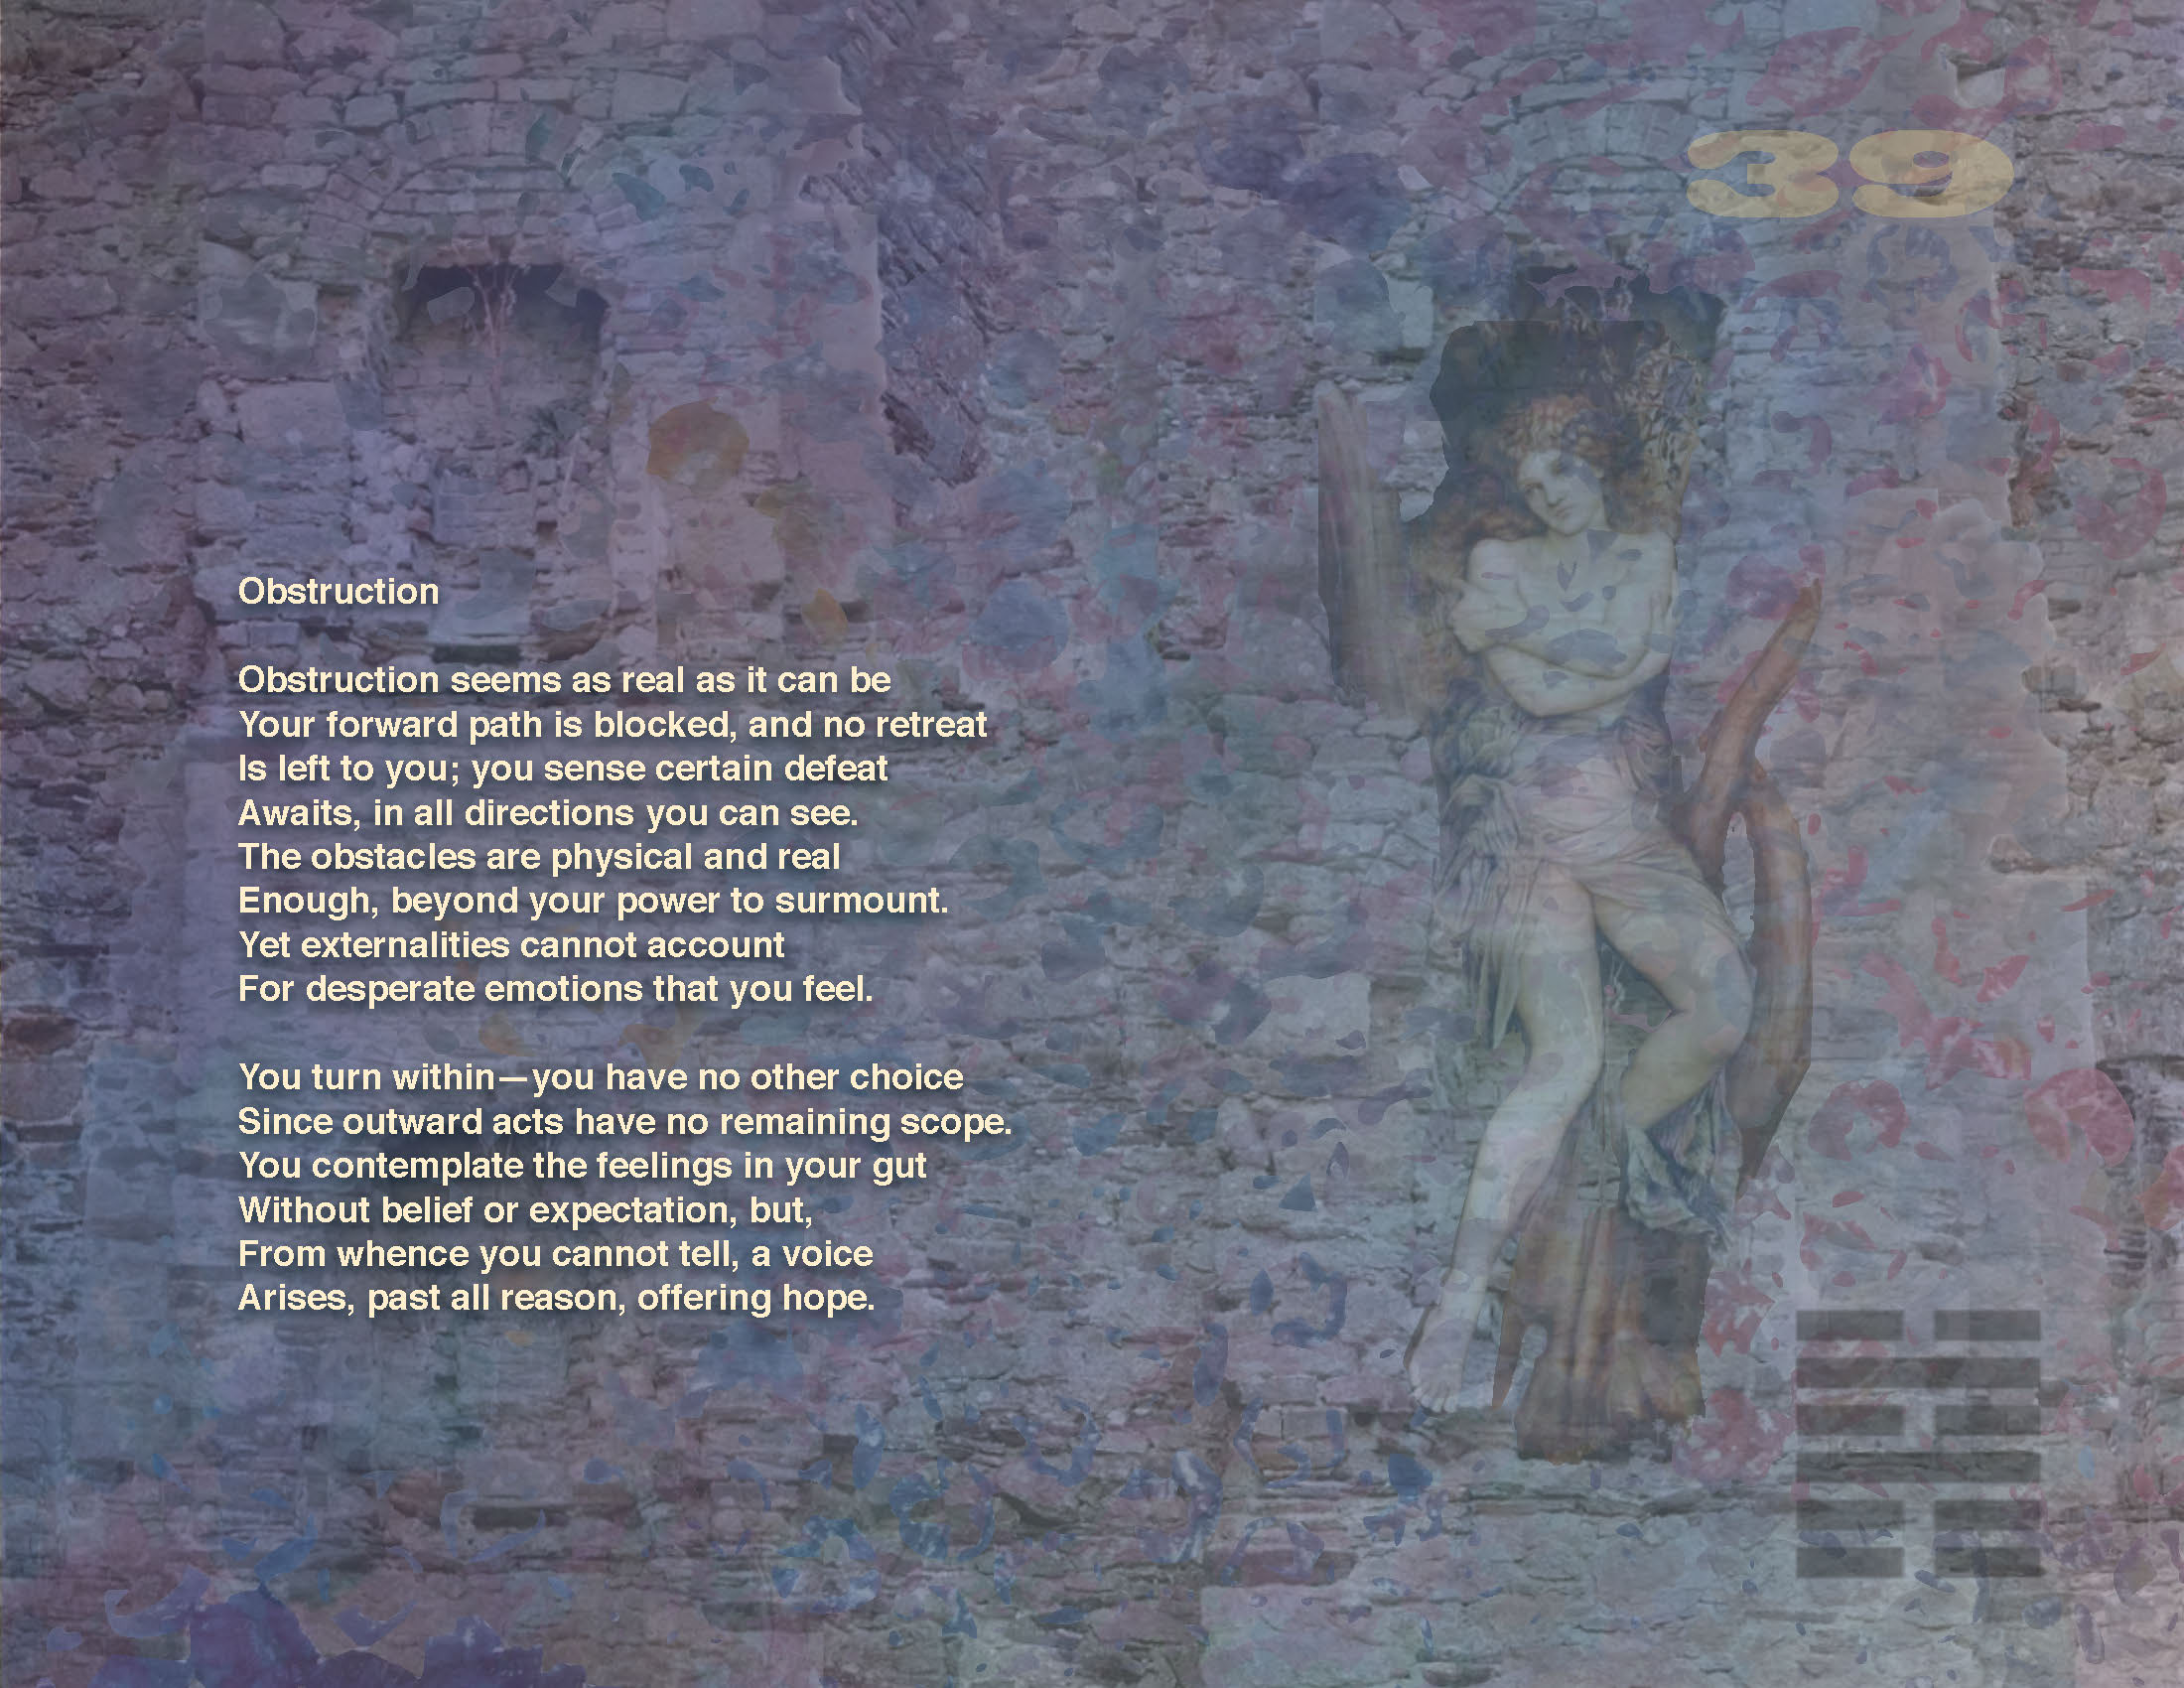 39
Obstruction
Obstruction seems as real as it can be
Your forward path is blocked, and no retreat
Is left to you; you sense certain defeat
Awaits, in all directions you can see.
The obstacles are physical and real
Enough, beyond your power to surmount.
Yet externalities cannot account
For desperate emotions that you feel.
You turn within—you have no other choice
Since outward acts have no remaining scope.
You contemplate the feelings in your gut
Without belief or expectation, but,
From whence you cannot tell, a voice
Arises, past all reason, offering hope.